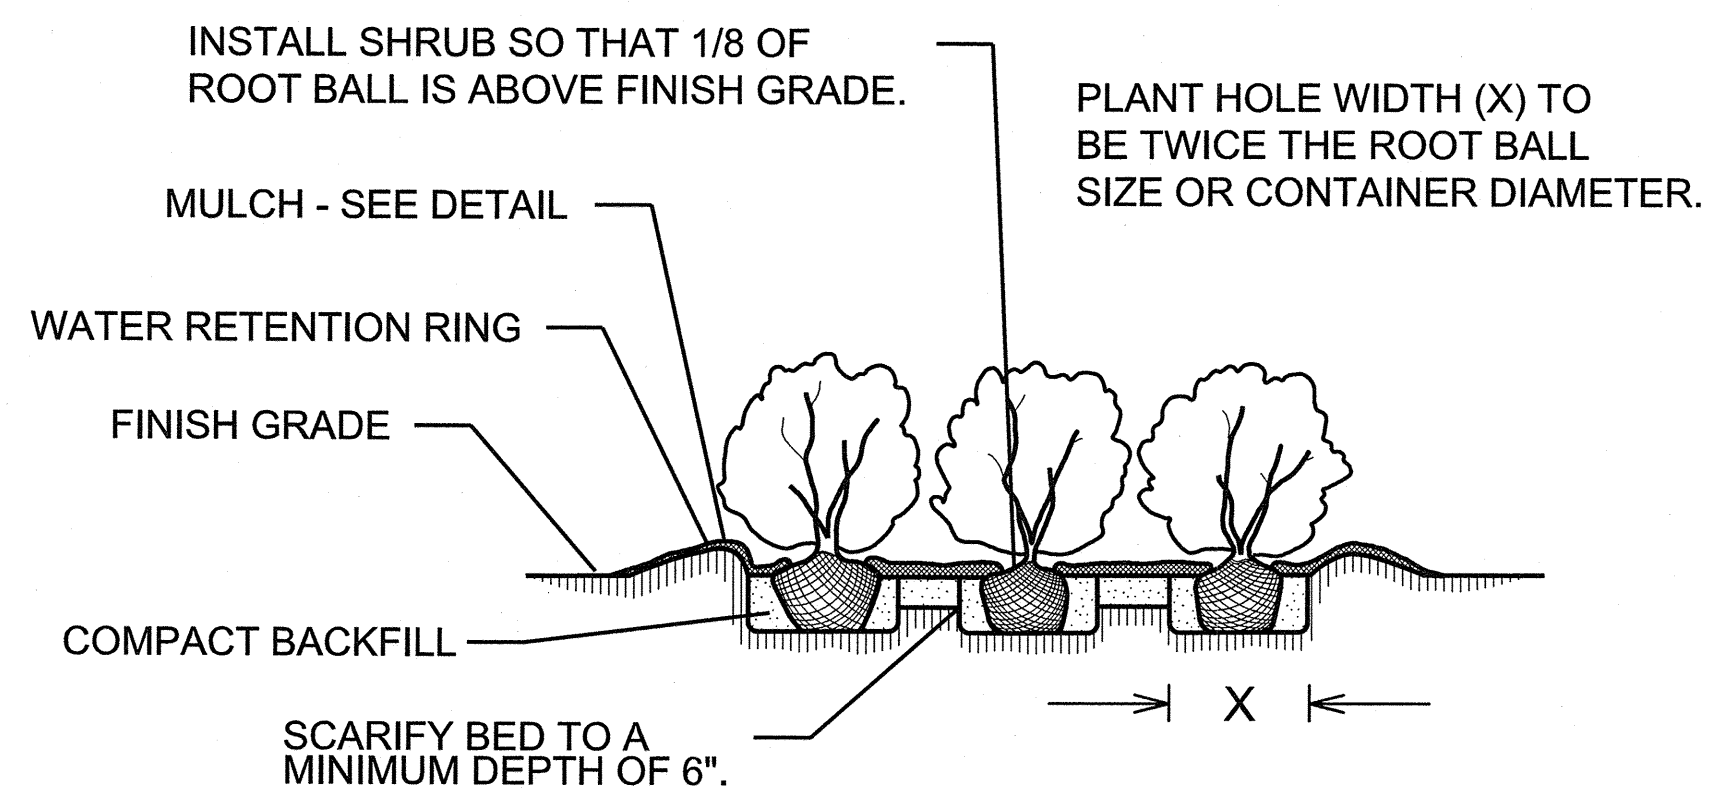 INSTALL SHRUB SO THAT 1/8 OF
ROOT BALL IS ABOVE FINISH GRADE.
PLANT HOLE WIDTH (X) TO
BE TWICE THE ROOT BALL
SIZE OR CONTAINER DIAMETER.
MULCH - SEE DETAIL
WATER RETENTION RING
FINISH GRADE
COMPACT BACKFILL
SCARIFY BED TO A
MINIMUM DEPTH OF 6".
X